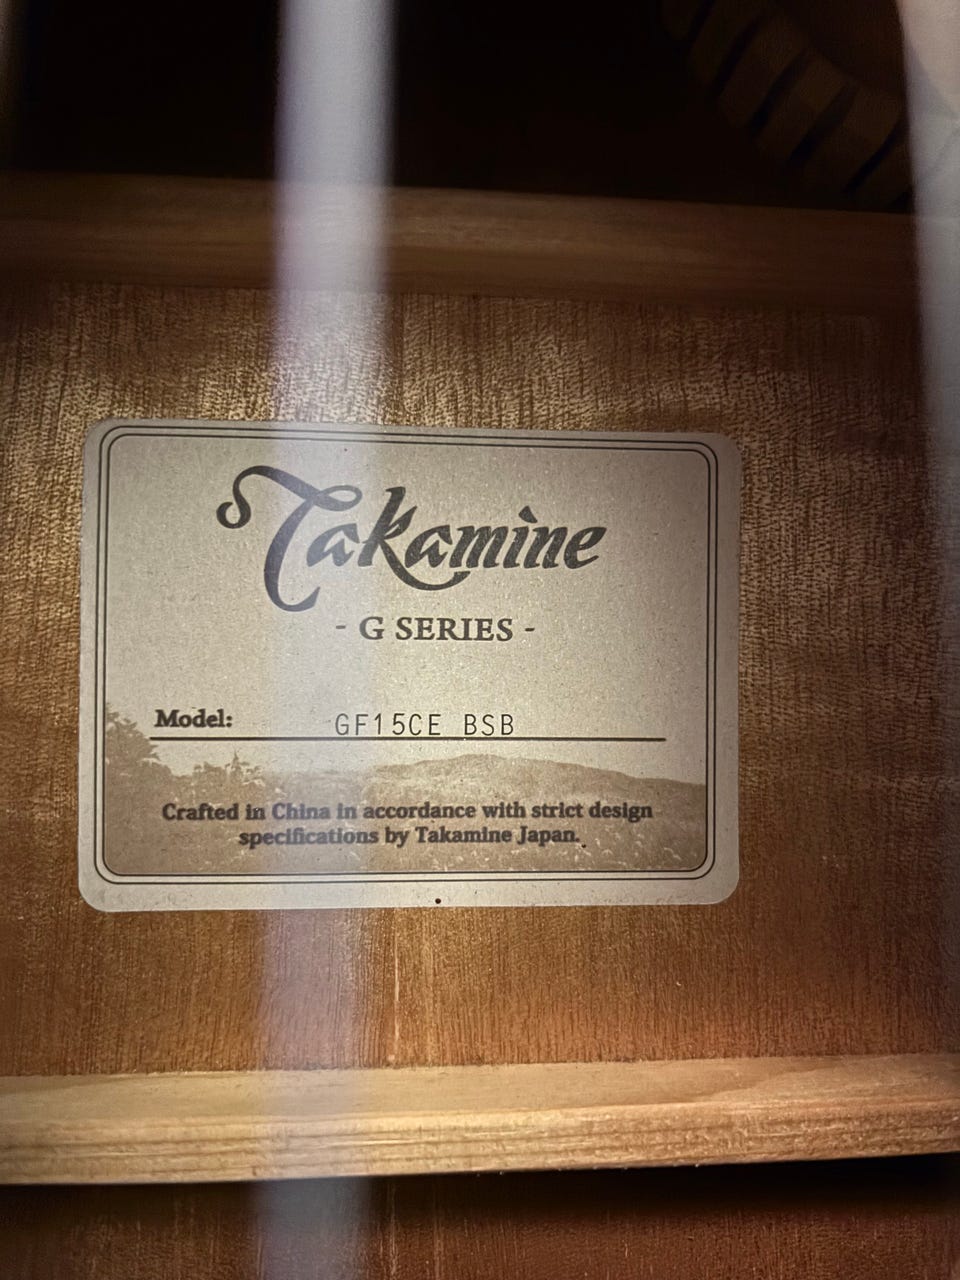 Takamine
- G SERIES -
Model: GF15CE BSB
Crafted in China in accordance with strict design
specifications by Takamine Japan.